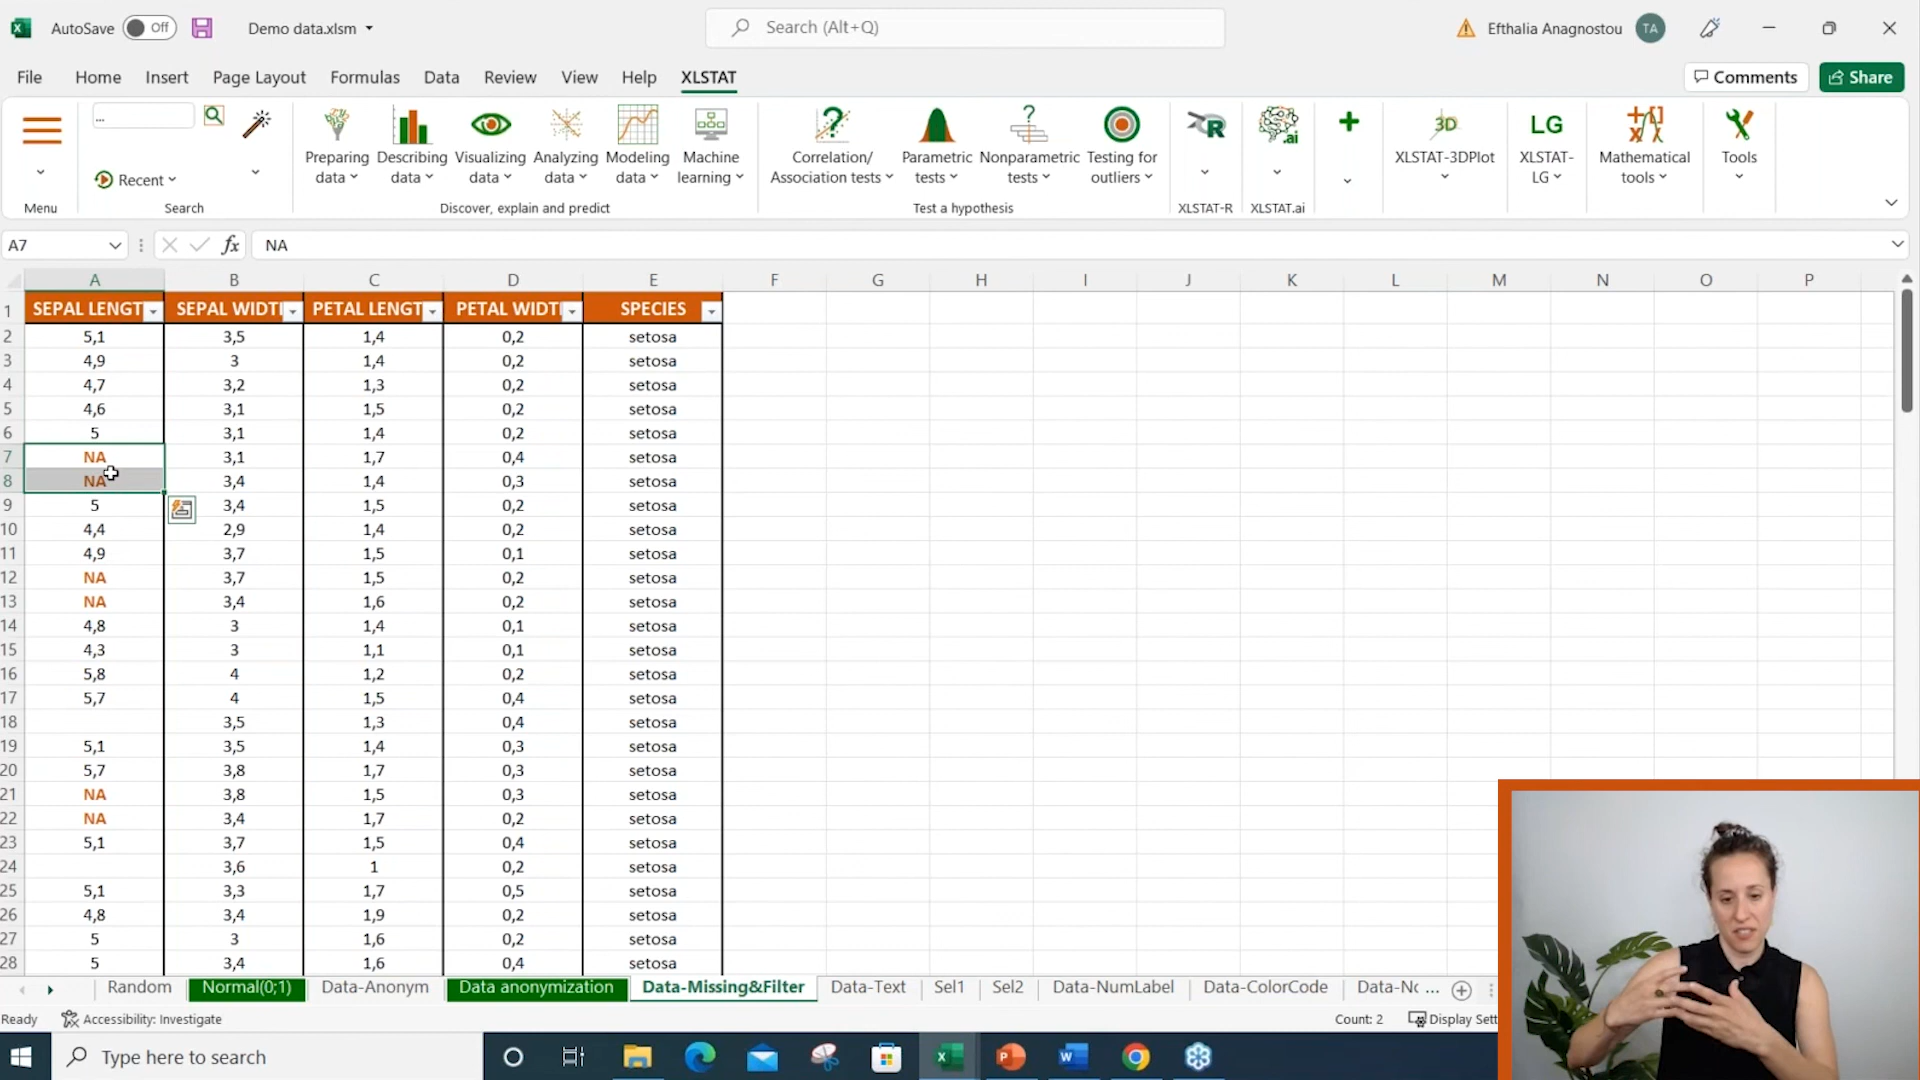 AutoSave Off Demo data.xlsm Search (Alt+Q) Efthalia Anagnostou TA
File Home Insert Page Layout Formulas Data Review View Help XLSTAT Comments Share
...
Recent
Preparing data
Describing data
Visualizing data
Analyzing data
Modeling data
Machine learning
?
Correlation/ Association tests
Parametric tests
?
Nonparametric tests
Testing for outliers
R
.ai
3D
XLSTAT-3DPlot
LG
XLSTAT-LG
Mathematical tools
Tools
Menu Search Discover, explain and predict Test a hypothesis XLSTAT-R XLSTAT.ai
A7 fx NA
A B C D E F G H I J K L M N O P
1 SEPAL LENGT SEPAL WIDTI PETAL LENGT PETAL WIDTI SPECIES
2 5,1 3,5 1,4 0,2 setosa
3 4,9 3 1,4 0,2 setosa
4 4,7 3,2 1,3 0,2 setosa
5 4,6 3,1 1,5 0,2 setosa
6 5 3,1 1,4 0,2 setosa
7 NA 3,1 1,7 0,4 setosa
8 NA 3,4 1,4 0,3 setosa
9 5 3,4 1,5 0,2 setosa
10 4,4 2,9 1,4 0,2 setosa
11 4,9 3,7 1,5 0,1 setosa
12 NA 3,7 1,5 0,2 setosa
13 NA 3,4 1,6 0,2 setosa
14 4,8 3 1,4 0,1 setosa
15 4,3 3 1,1 0,1 setosa
16 5,8 4 1,2 0,2 setosa
17 5,7 4 1,5 0,4 setosa
18 3,5 1,3 0,4 setosa
19 5,1 3,5 1,4 0,3 setosa
20 5,7 3,8 1,7 0,3 setosa
21 NA 3,8 1,5 0,3 setosa
22 NA 3,4 1,7 0,2 setosa
23 5,1 3,7 1,5 0,4 setosa
24 3,6 1 0,2 setosa
25 5,1 3,3 1,7 0,5 setosa
26 4,8 3,4 1,9 0,2 setosa
27 5 3 1,6 0,2 setosa
28 5 3,4 1,6 0,4 setosa
Random Normal(0;1) Data-Anonym Data anonymization Data-Missing&Filter Data-Text Sel1 Sel2 Data-NumLabel Data-ColorCode Data-Nc ...
Ready Accessibility: Investigate Count: 2 Display Sett
Type here to search